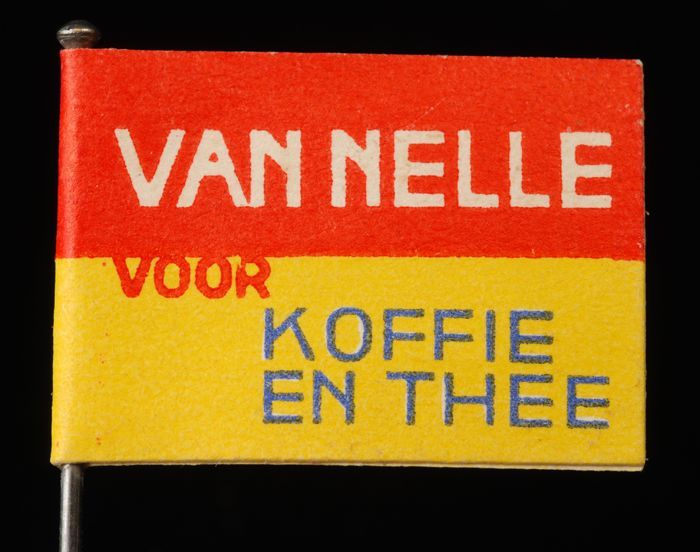 VAN NELLE
VOOR
KOFFIE
EN THEE